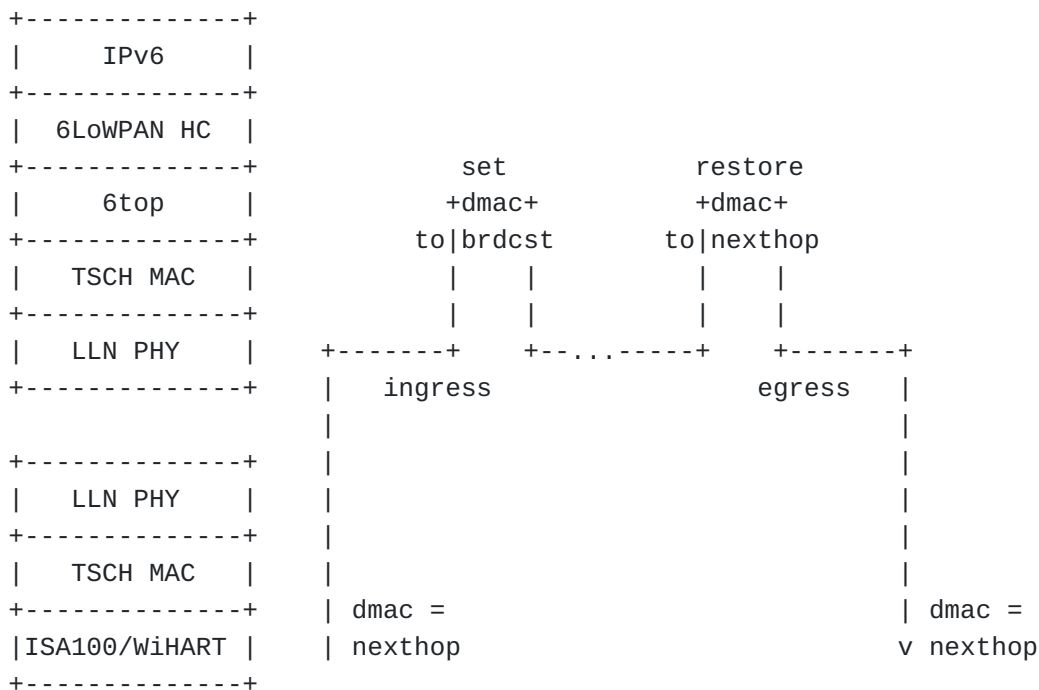 +--------------+
|     IPv6     |
+--------------+
|  6LoWPAN HC  |
+--------------+             set            restore
|     6top     |            +dmac+          +dmac+
+--------------+          to|brdcst       to|nexthop
|   TSCH MAC   |            |    |          |    |
+--------------+            |    |          |    |
|   LLN PHY    |    +-------+    +--...-----+    +-------+
+--------------+    |   ingress                 egress   |
                    |                                    |
+--------------+    |                                    |
|   LLN PHY    |    |                                    |
+--------------+    |                                    |
|   TSCH MAC   |    |                                    |
+--------------+    | dmac =                             | dmac =
|ISA100/WiHART |    | nexthop                            v nexthop
+--------------+